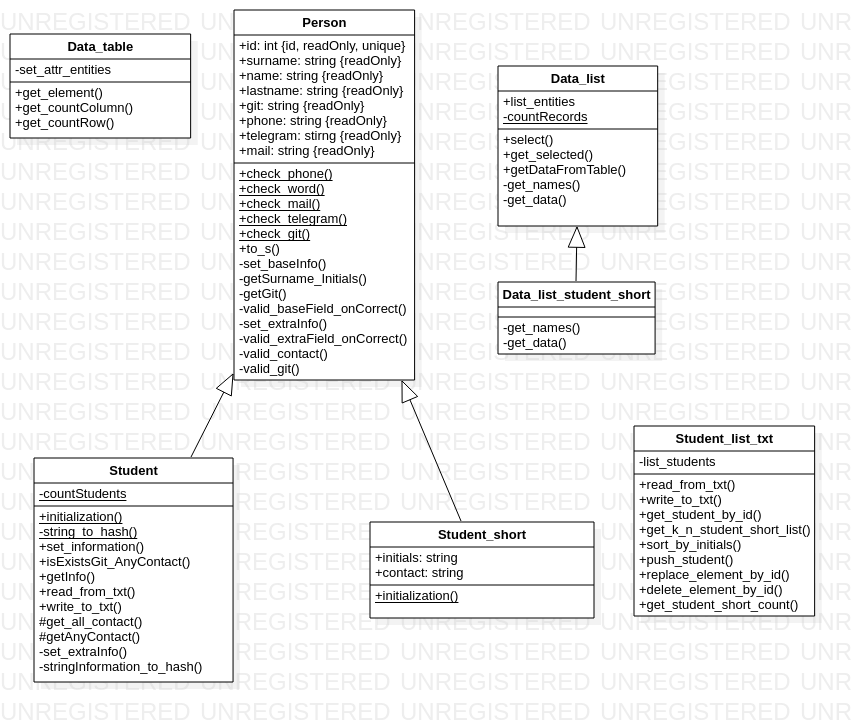 Data_table
-set_attr_entities
+get_element()
+get_countColumn()
+get_countRow()
Person
+id: int {id, readOnly, unique}
+surname: string {readOnly}
+name: string {readOnly}
+lastname: string {readOnly}
+git: string {readOnly}
+phone: string {readOnly}
+telegram: stirng {readOnly}
+mail: string {readOnly}
+check_phone()
+check_word()
+check_mail()
+check_telegram()
+check_git()
+to_s()
-set_baseInfo()
-getSurname_Initials()
-getGit()
-valid_baseField_onCorrect()
-set_extraInfo()
-valid_extraField_onCorrect()
-valid_contact()
-valid_git()
Data_list
+list_entities
-countRecords
+select()
+get_selected()
+getDataFromTable()
-get_names()
-get_data()
Data_list_student_short
-get_names()
-get_data()
Student
-countStudents
+initialization()
-string_to_hash()
+set_information()
+isExistsGit_AnyContact()
+getInfo()
+read_from_txt()
+write_to_txt()
#get_all_contact()
#getAnyContact()
-set_extraInfo()
-stringInformation_to_hash()
Student_short
+initials: string
+contact: string
+initialization()
Student_list_txt
-list_students
+read_from_txt()
+write_to_txt()
+get_student_by_id()
+get_k_n_student_short_list()
+sort_by_initials()
+push_student()
+replace_element_by_id()
+delete_element_by_id()
+get_student_short_count()
UNREGISTERED